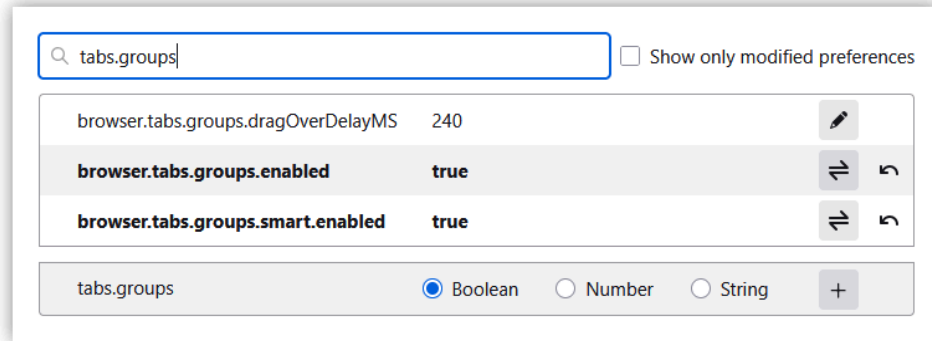 tabs.groups
Show only modified preferences
browser.tabs.groups.dragOverDelayMS 240
browser.tabs.groups.enabled true
browser.tabs.groups.smart.enabled true
tabs.groups Boolean Number String